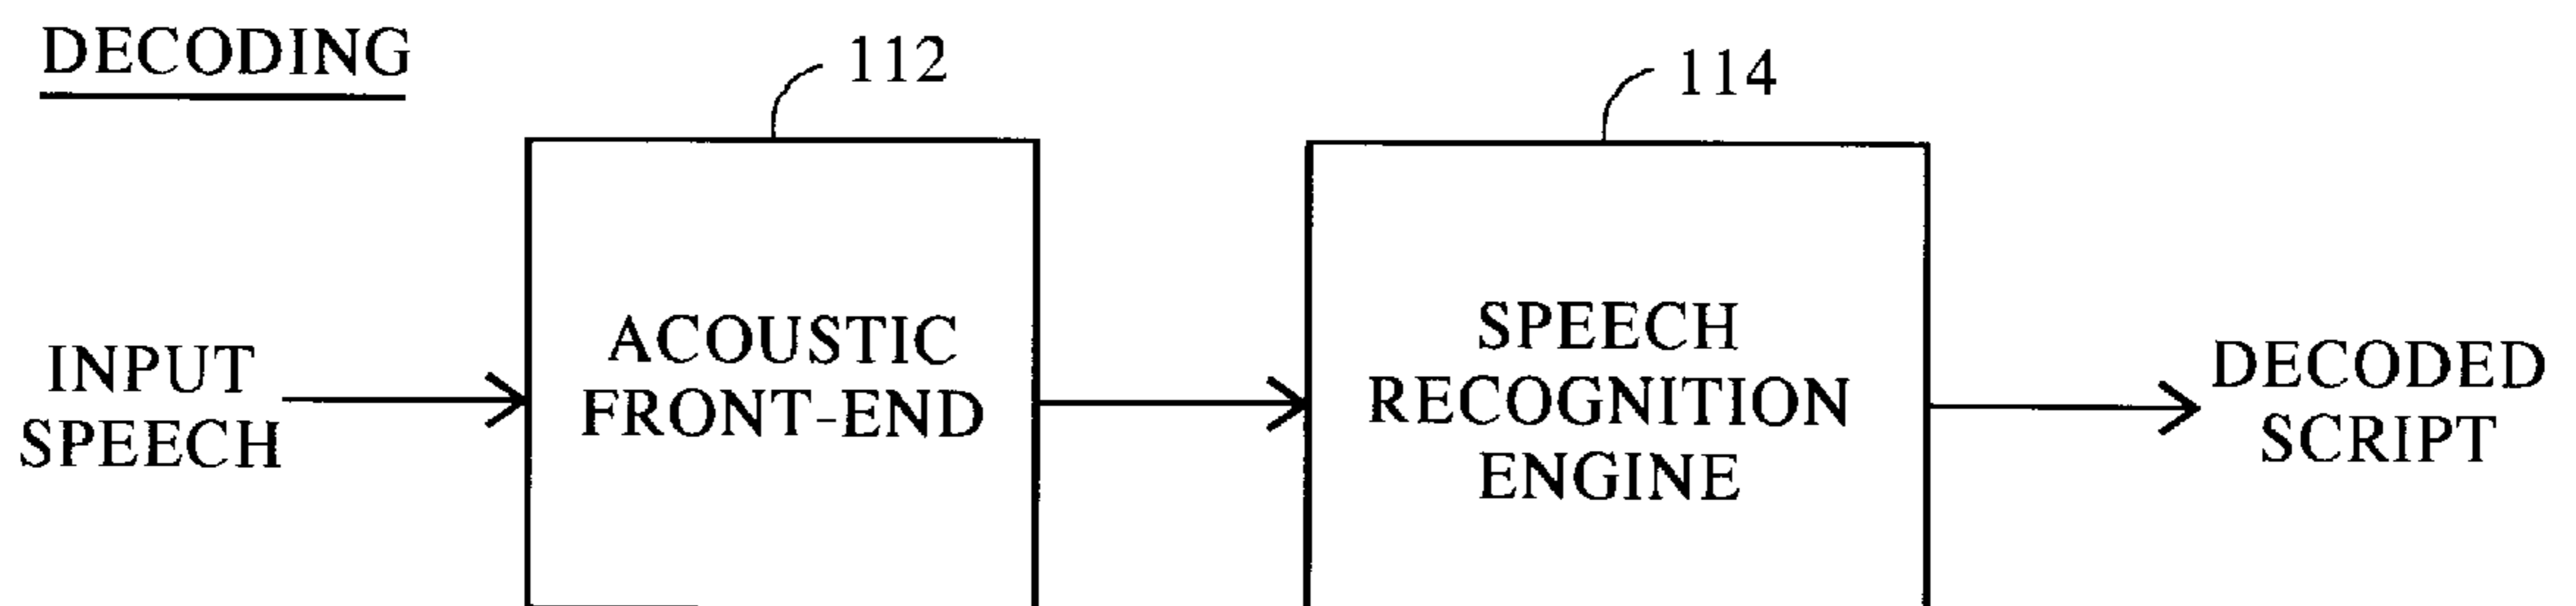 DECODING
112
114
INPUT
SPEECH
ACOUSTIC
FRONT-END
SPEECH
RECOGNITION
ENGINE
DECODED
SCRIPT